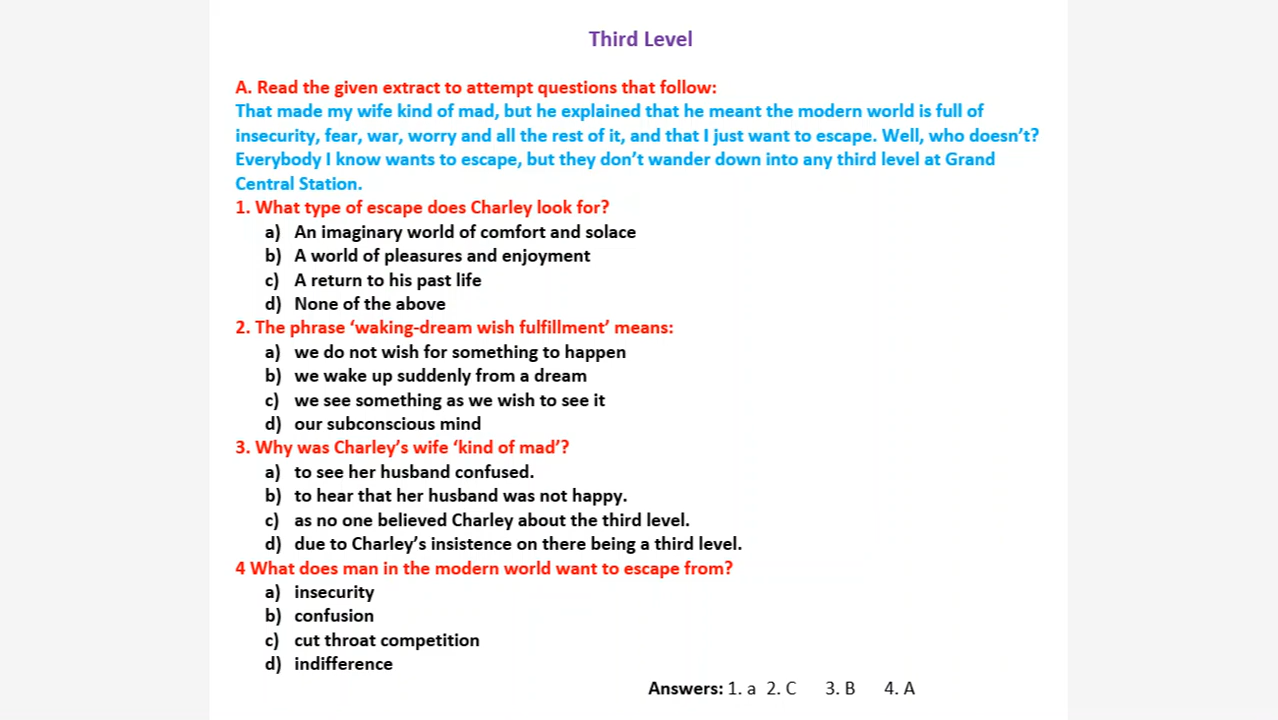 Third Level
A. Read the given extract to attempt questions that follow:
That made my wife kind of mad, but he explained that he meant the modern world is full of
insecurity, fear, war, worry and all the rest of it, and that I just want to escape. Well, who doesn’t?
Everybody I know wants to escape, but they don’t wander down into any third level at Grand
Central Station.
1. What type of escape does Charley look for?
a) An imaginary world of comfort and solace
b) A world of pleasures and enjoyment
c) A return to his past life
d) None of the above
2. The phrase ‘waking-dream wish fulfillment’ means:
a) we do not wish for something to happen
b) we wake up suddenly from a dream
c) we see something as we wish to see it
d) our subconscious mind
3. Why was Charley’s wife ‘kind of mad’?
a) to see her husband confused.
b) to hear that her husband was not happy.
c) as no one believed Charley about the third level.
d) due to Charley’s insistence on there being a third level.
4 What does man in the modern world want to escape from?
a) insecurity
b) confusion
c) cut throat competition
d) indifference
Answers: 1. a 2. C 3. B 4. A